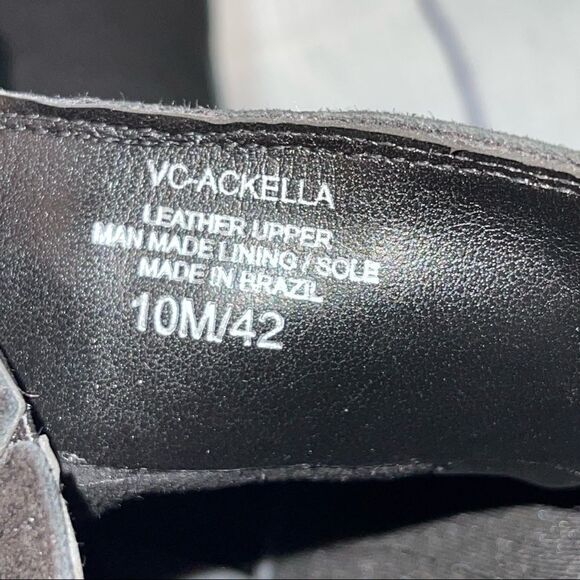 VC-ACKELLA
LEATHER UPPER
MAN MADE LINING / SOLE
MADE IN BRAZIL
10M/42